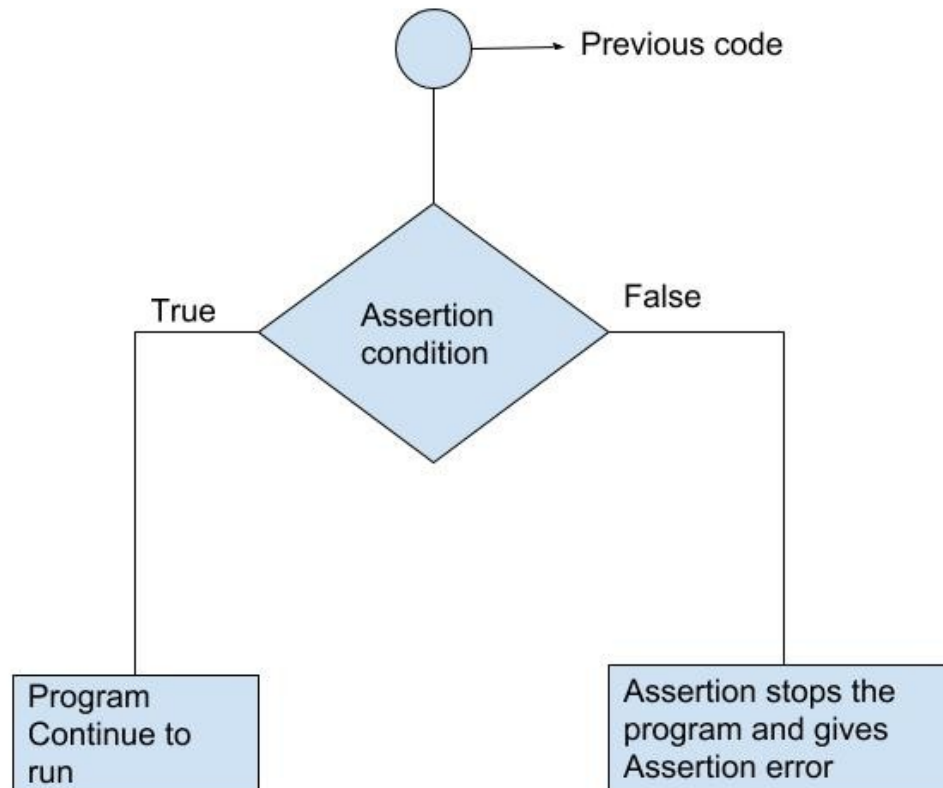 Previous code
True
False
Assertion
condition
Program
Continue to
run
Assertion stops the
program and gives
Assertion error